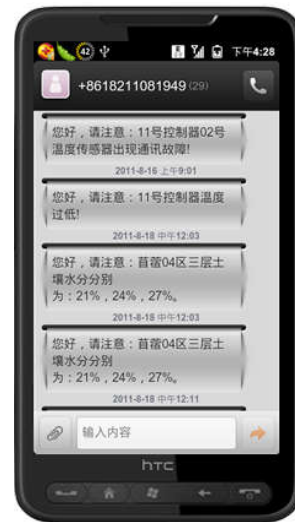 42
下午4:28
+8618211081949 (29)
您好，请注意：11号控制器02号
温度传感器出现通讯故障!
2011-8-16 上午9:01
您好，请注意：11号控制器温度
过低!
2011-8-18 中午12:03
您好，请注意：苜蓿04区三层土
壤水分分别
为：21%，24%，27%。
2011-8-18 中午12:03
您好，请注意：苜蓿04区三层土
壤水分分别
为：21%，24%，27%。
2011-8-18 中午12:11
输入内容
htc